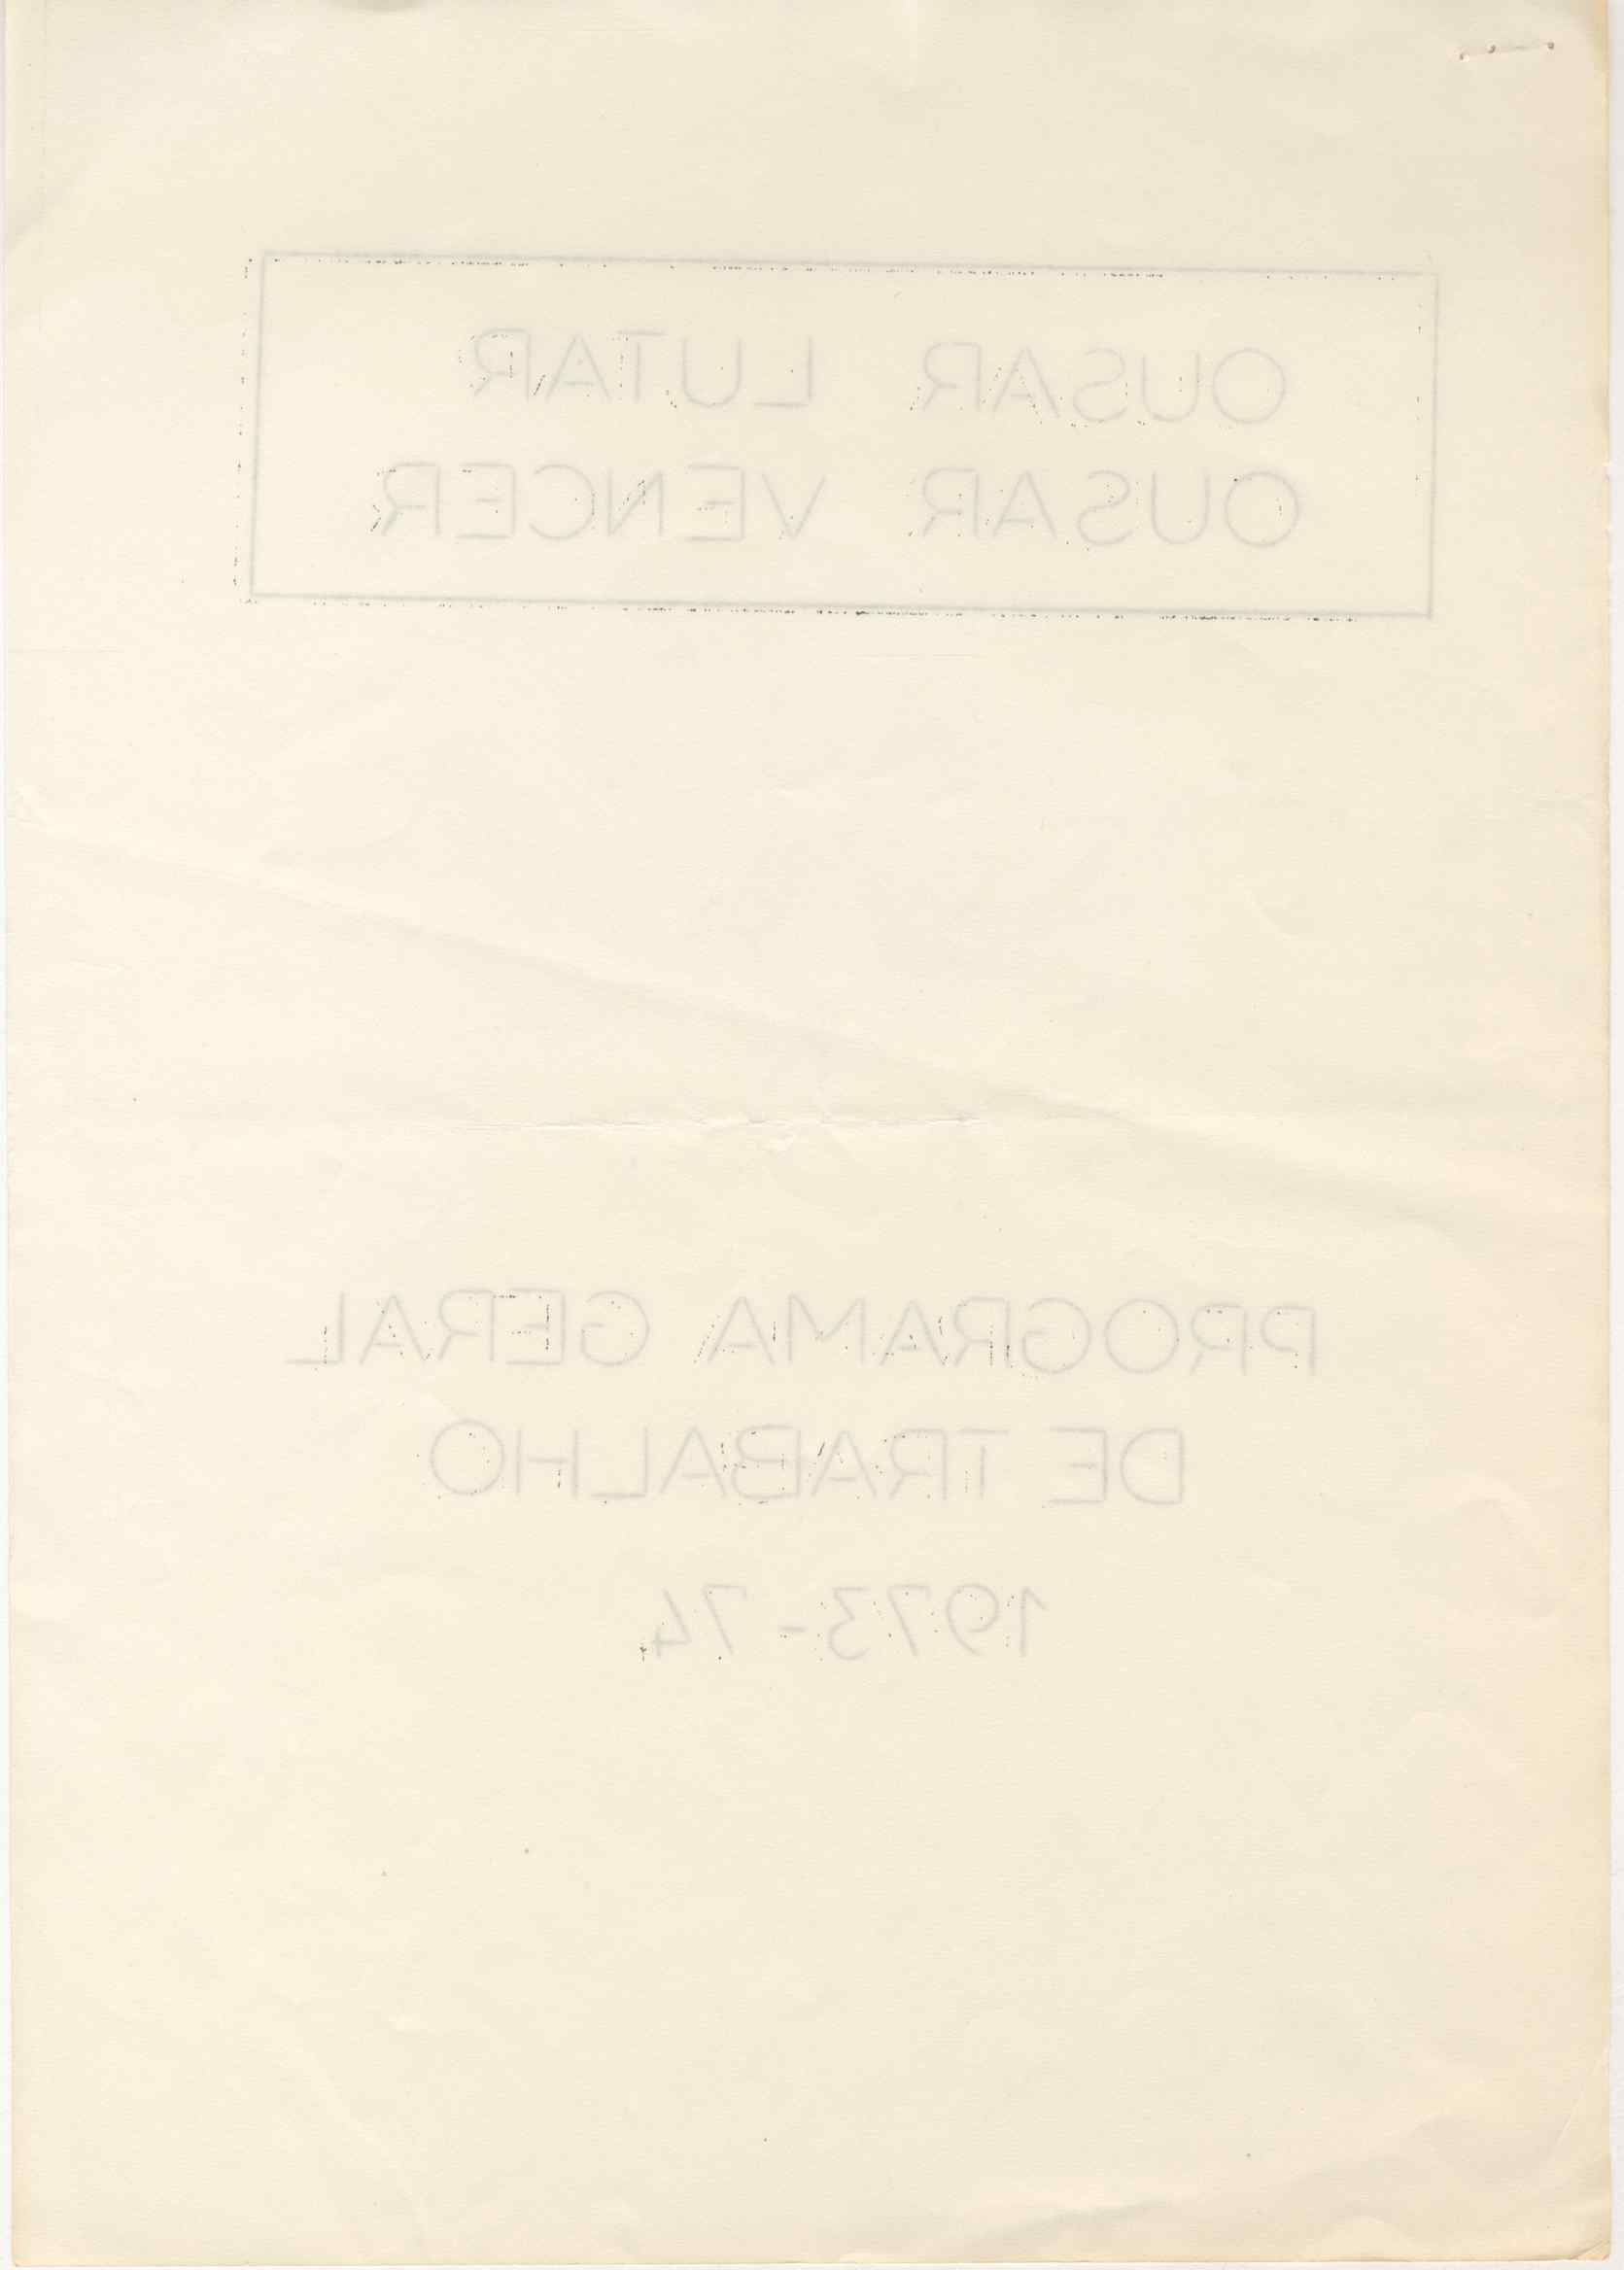 OUSAR LUTAR
OUSAR VENCER
PROGRAMA GERAL
DE TRABALHO
1973-74